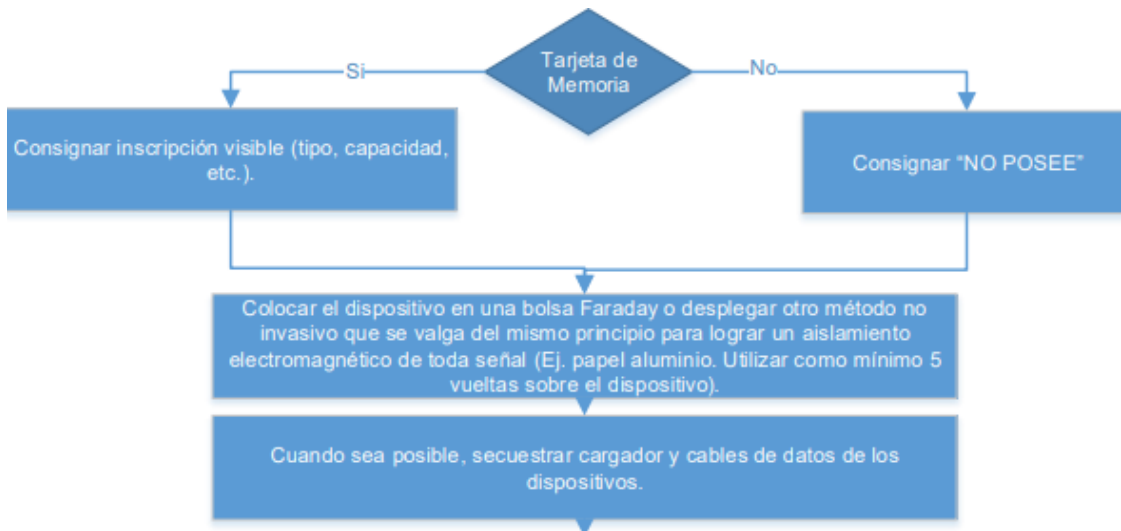 Tarjeta de
Memoria
Si
No
Consignar inscripción visible (tipo, capacidad,
etc.).
Consignar “NO POSEE”
Colocar el dispositivo en una bolsa Faraday o desplegar otro método no
invasivo que se valga del mismo principio para lograr un aislamiento
electromagnético de toda señal (Ej. papel aluminio. Utilizar como mínimo 5
vueltas sobre el dispositivo).
Cuando sea posible, secuestrar cargador y cables de datos de los
dispositivos.